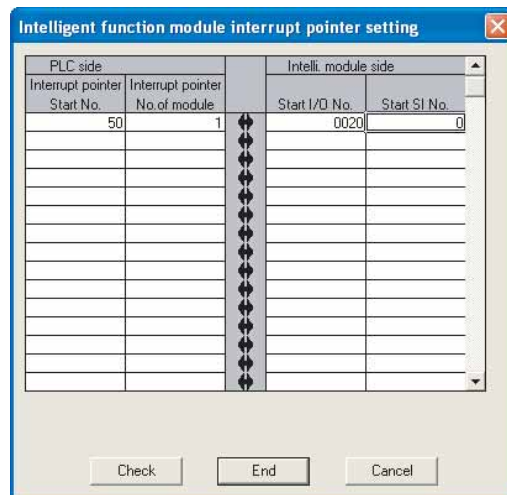 Intelligent function module interrupt pointer setting
PLC side Intelli. module side
Interrupt pointer Interrupt pointer
Start No. No.of module Start I/O No. Start SI No.
50 1 0020 0
Check End Cancel